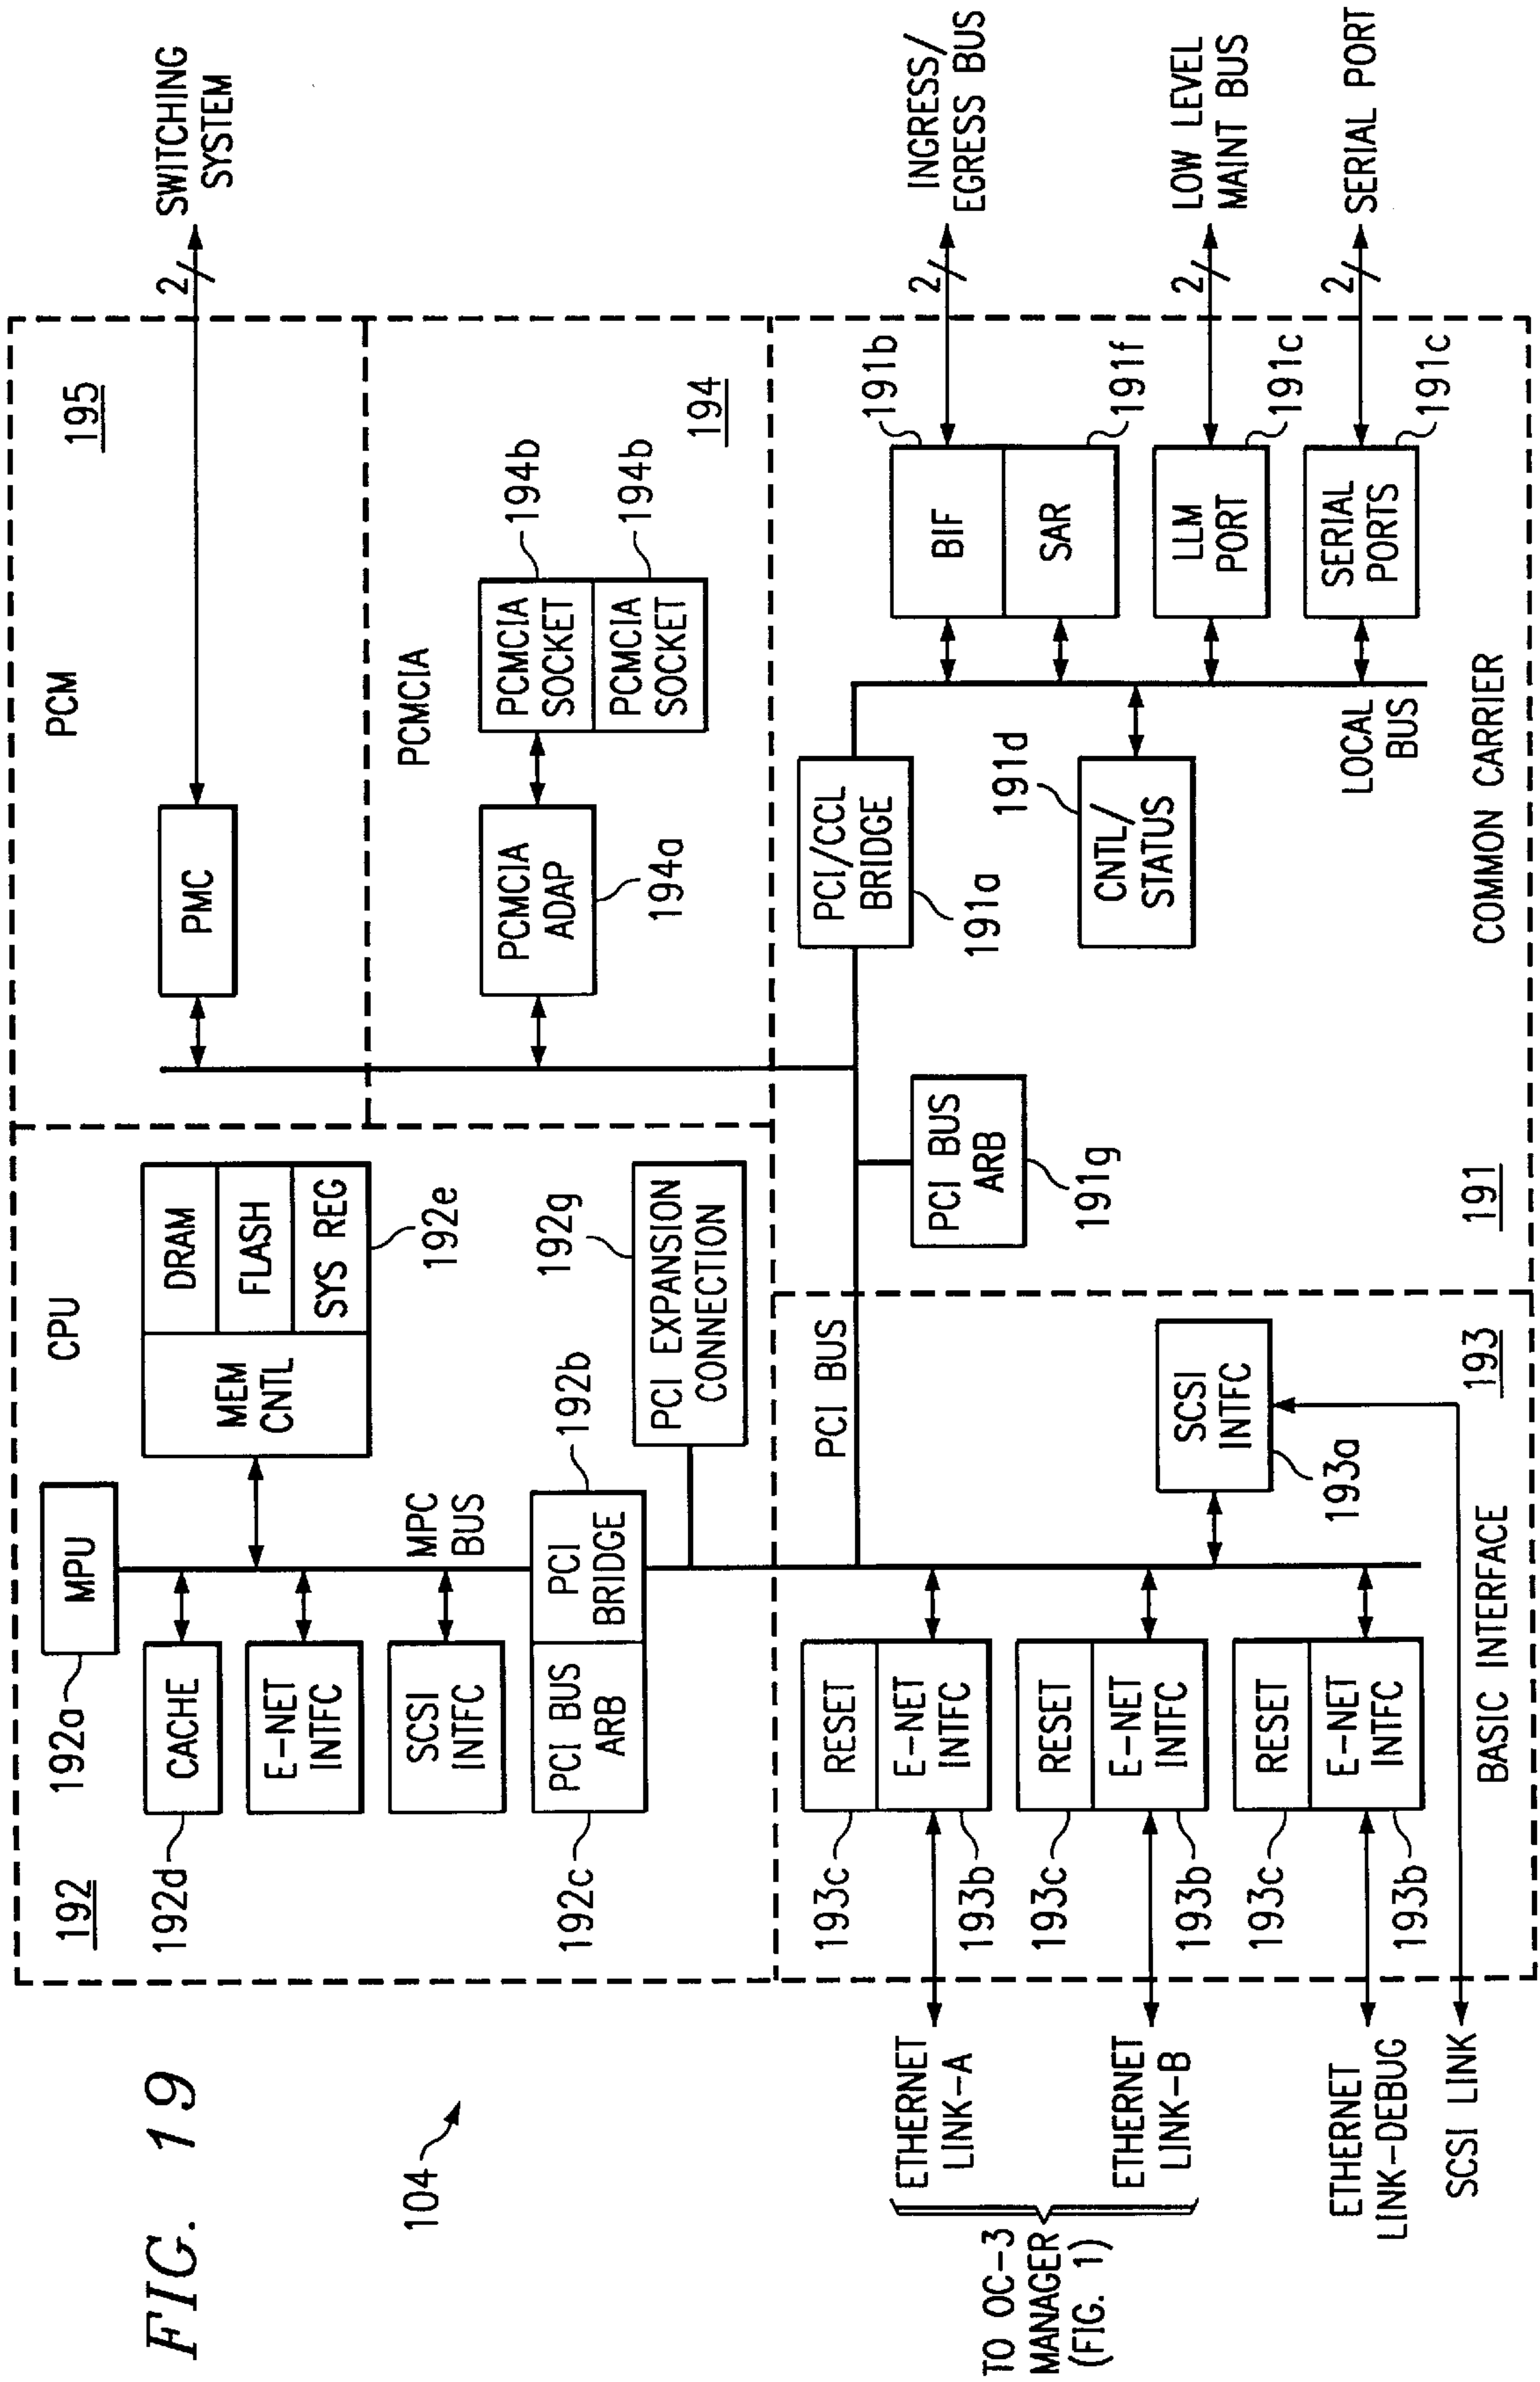 FIG. 19
104
192
CPU
192a
MPU
192d
CACHE
E-NET
INTFC
SCSI
INTFC
MPC
BUS
MEM
CNTL
DRAM
FLASH
SYS REG
192e
192c
PCI BUS
ARB
PCI
BRIDGE
192b
PCI EXPANSION
CONNECTION
192g
PCM
195
PMC
2
SWITCHING
SYSTEM
PCMCIA
194
PCMCIA
ADAP
194a
PCMCIA
SOCKET
194b
PCMCIA
SOCKET
194b
PCI BUS
193c
RESET
193b
E-NET
INTFC
193c
RESET
193b
E-NET
INTFC
193c
RESET
193b
E-NET
INTFC
SCSI
INTFC
193a
BASIC INTERFACE
193
ETHERNET
LINK-A
ETHERNET
LINK-B
TO OC-3
MANAGER
(FIG. 1)
ETHERNET
LINK-DEBUG
SCSI LINK
PCI BUS
ARB
191g
PCI/CCL
BRIDGE
191a
191d
CNTL/
STATUS
LOCAL
BUS
BIF
191b
SAR
191f
LLM
PORT
191c
SERIAL
PORTS
191c
2
INGRESS/
EGRESS BUS
2
LOW LEVEL
MAINT BUS
2
SERIAL PORT
191
COMMON CARRIER